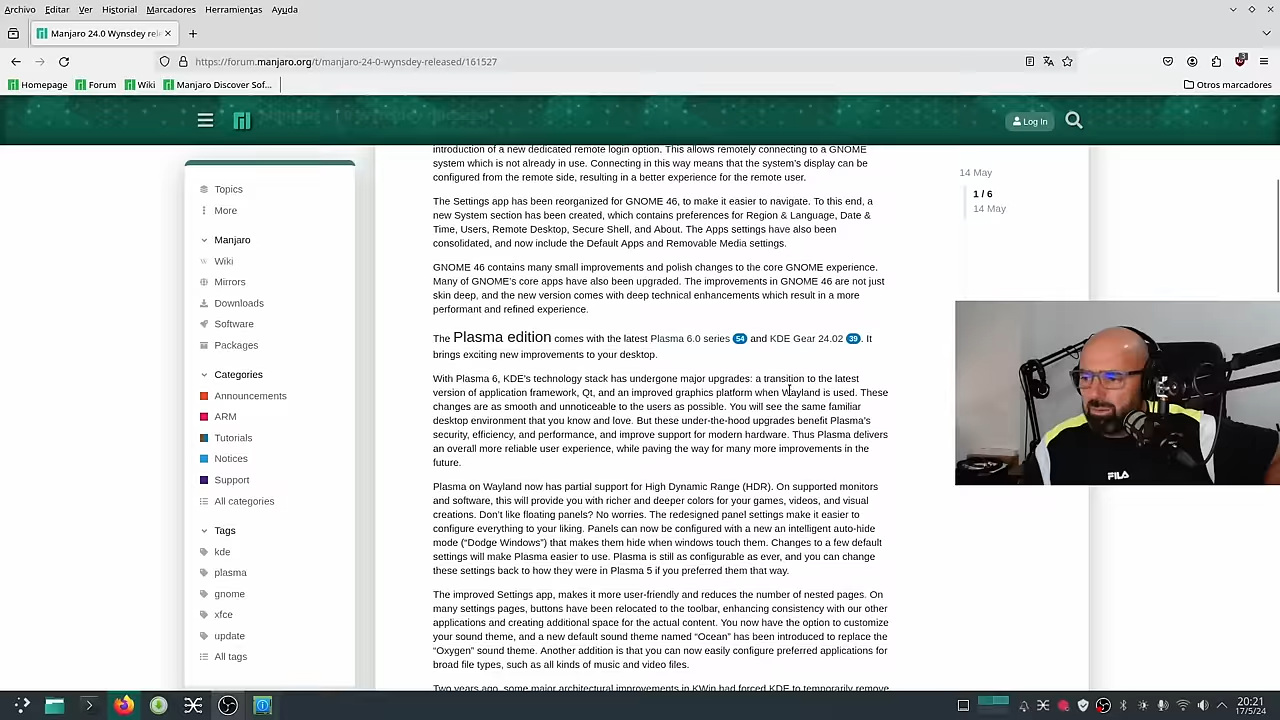 Archivo Editar Ver Historial Marcadores Herramientas Ayuda
Manjaro 24.0 Wynsdey rel
https://forum.manjaro.org/t/manjaro-24-0-wynsdey-released/161527
Homepage Forum Wiki Manjaro Discover Sof... Otros marcadores
Log In
Topics
More
Manjaro
Wiki
Mirrors
Downloads
Software
Packages
Categories
Announcements
ARM
Tutorials
Notices
Support
All categories
Tags
kde
plasma
gnome
xfce
update
All tags
introduction of a new dedicated remote login option. This allows remotely connecting to a GNOME
system which is not already in use. Connecting in this way means that the system's display can be
configured from the remote side, resulting in a better experience for the remote user.
The Settings app has been reorganized for GNOME 46, to make it easier to navigate. To this end, a
new System section has been created, which contains preferences for Region & Language, Date &
Time, Users, Remote Desktop, Secure Shell, and About. The Apps settings have also been
consolidated, and now include the Default Apps and Removable Media settings.
GNOME 46 contains many small improvements and polish changes to the core GNOME experience.
Many of GNOME's core apps have also been upgraded. The improvements in GNOME 46 are not just
skin deep, and the new version comes with deep technical enhancements which result in a more
performant and refined experience.
The Plasma edition comes with the latest Plasma 6.0 series 54 and KDE Gear 24.02 39. It
brings exciting new improvements to your desktop.
With Plasma 6, KDE's technology stack has undergone major upgrades: a transition to the latest
version of application framework, Qt, and an improved graphics platform when Wayland is used. These
changes are as smooth and unnoticeable to the users as possible. You will see the same familiar
desktop environment that you know and love. But these under-the-hood upgrades benefit Plasma's
security, efficiency, and performance, and improve support for modern hardware. Thus Plasma delivers
an overall more reliable user experience, while paving the way for many more improvements in the
future.
Plasma on Wayland now has partial support for High Dynamic Range (HDR). On supported monitors
and software, this will provide you with richer and deeper colors for your games, videos, and visual
creations. Don't like floating panels? No worries. The redesigned panel settings make it easier to
configure everything to your liking. Panels can now be configured with a new an intelligent auto-hide
mode (“Dodge Windows”) that makes them hide when windows touch them. Changes to a few default
settings will make Plasma easier to use. Plasma is still as configurable as ever, and you can change
these settings back to how they were in Plasma 5 if you preferred them that way.
The improved Settings app, makes it more user-friendly and reduces the number of nested pages. On
many settings pages, buttons have been relocated to the toolbar, enhancing consistency with our other
applications and creating additional space for the actual content. You now have the option to customize
your sound theme, and a new default sound theme named “Ocean” has been introduced to replace the
“Oxygen” sound theme. Another addition is that you can now easily configure preferred applications for
broad file types, such as all kinds of music and video files.
Two years ago, some major architectural improvements in KWin had forced KDE to temporarily remove
14 May
1 / 6
14 May
FILA
20:21
17/5/24